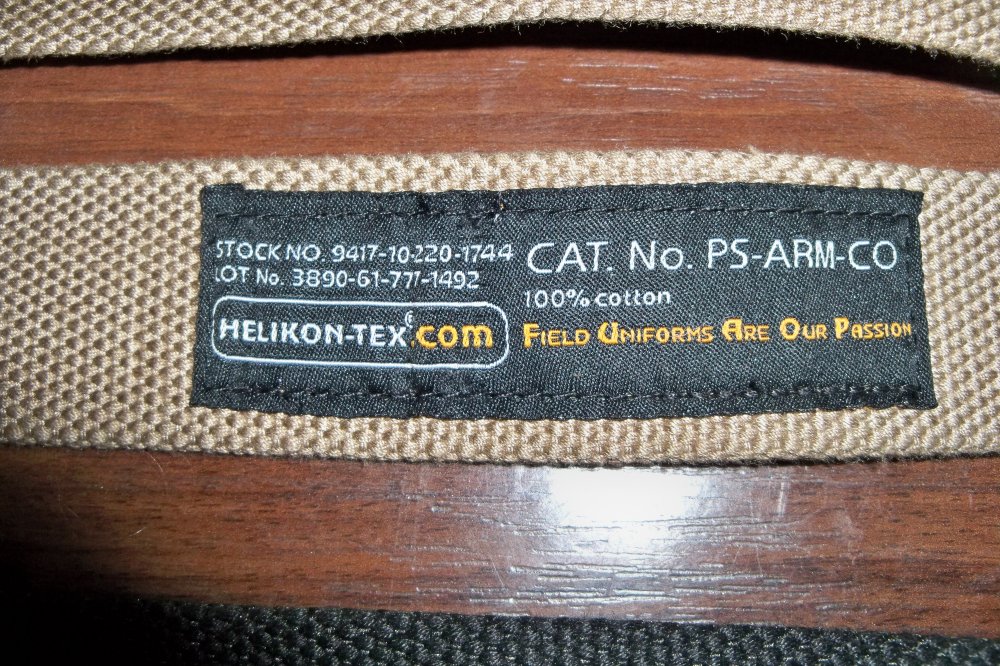 STOCK NO. 9417-10-220-1744
LOT No. 3890-61-771-1492
HELIKON-TEX®.com
CAT. No. PS-ARM-CO
100% cotton
FIELD UNIFORMS ARE OUR PASSION